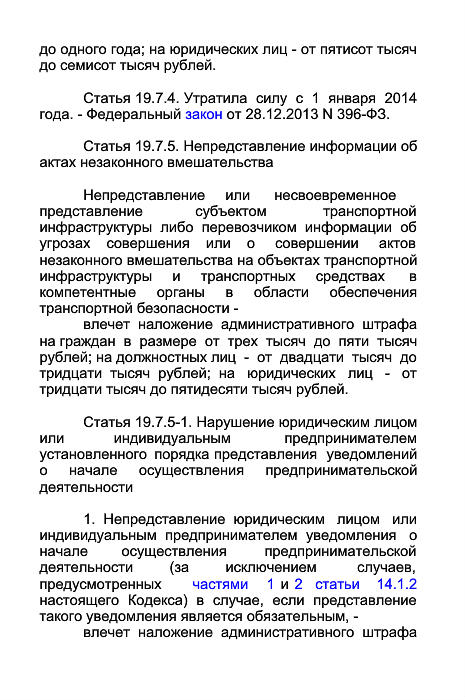 до одного года; на юридических лиц - от пятисот тысяч
до семисот тысяч рублей.
Статья 19.7.4. Утратила силу с 1 января 2014
года. - Федеральный закон от 28.12.2013 N 396-ФЗ.
Статья 19.7.5. Непредставление информации об
актах незаконного вмешательства
Непредставление или несвоевременное
представление субъектом транспортной
инфраструктуры либо перевозчиком информации об
угрозах совершения или о совершении актов
незаконного вмешательства на объектах транспортной
инфраструктуры и транспортных средствах в
компетентные органы в области обеспечения
транспортной безопасности -
влечет наложение административного штрафа
на граждан в размере от трех тысяч до пяти тысяч
рублей; на должностных лиц - от двадцати тысяч до
тридцати тысяч рублей; на юридических лиц - от
тридцати тысяч до пятидесяти тысяч рублей.
Статья 19.7.5-1. Нарушение юридическим лицом
или индивидуальным предпринимателем
установленного порядка представления уведомлений
о начале осуществления предпринимательской
деятельности
1. Непредставление юридическим лицом или
индивидуальным предпринимателем уведомления о
начале осуществления предпринимательской
деятельности (за исключением случаев,
предусмотренных частями 1 и 2 статьи 14.1.2
настоящего Кодекса) в случае, если представление
такого уведомления является обязательным, -
влечет наложение административного штрафа